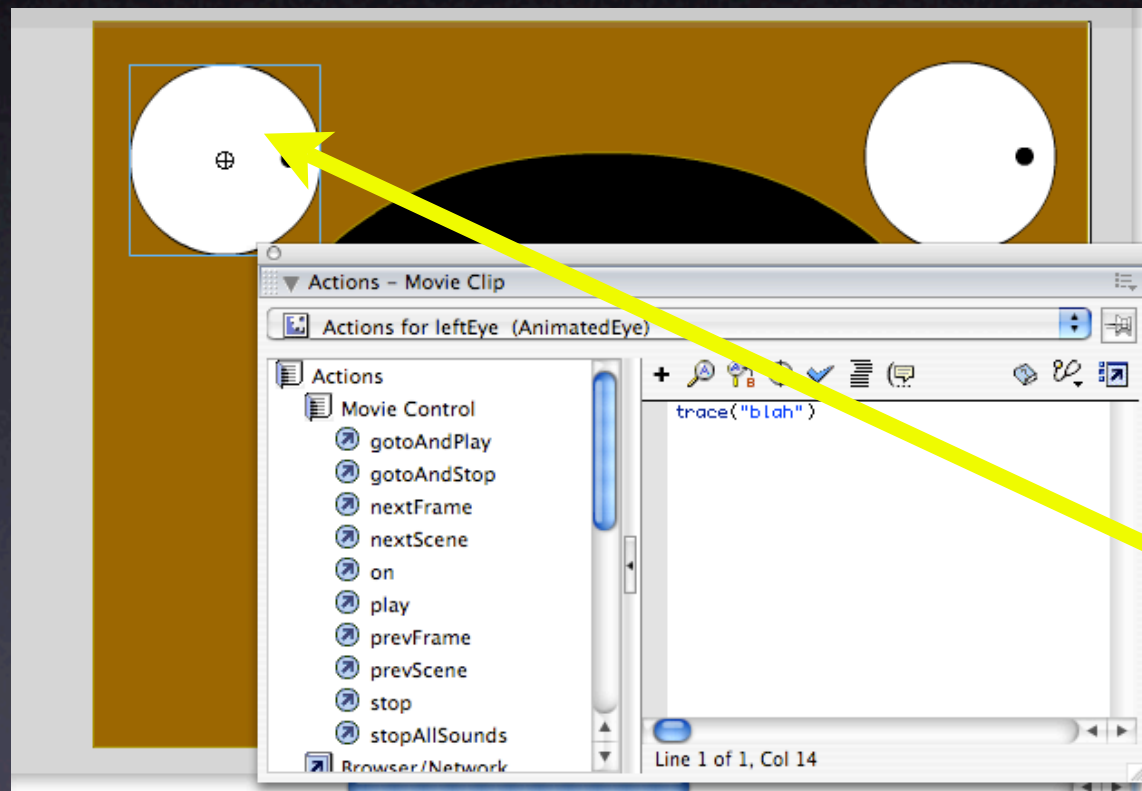 Actions - Movie Clip
Actions for leftEye (AnimatedEye)
Actions
Movie Control
gotoAndPlay
gotoAndStop
nextFrame
nextScene
on
play
prevFrame
prevScene
stop
stopAllSounds
Browser/Network
trace("blah")
Line 1 of 1, Col 14